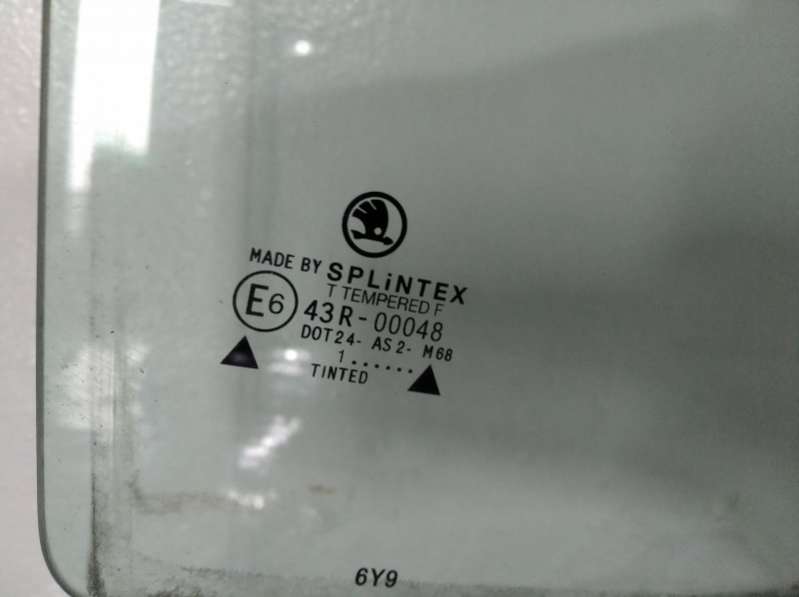 MADE BY SPLiNTEX
T TEMPERED F
E6 43R-00048
DOT24- AS2- M68
1......
TINTED
6Y9